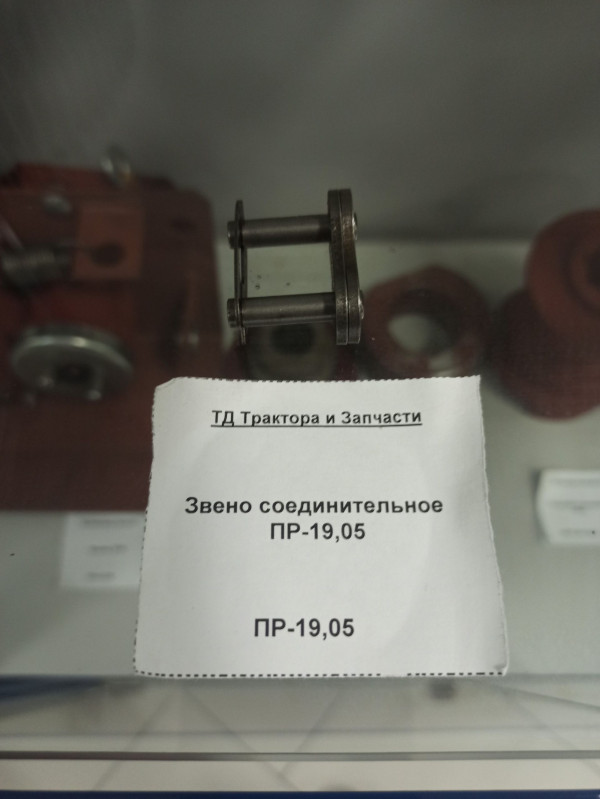 ТД Трактора и Запчасти
Звено соединительное
ПР-19,05
ПР-19,05